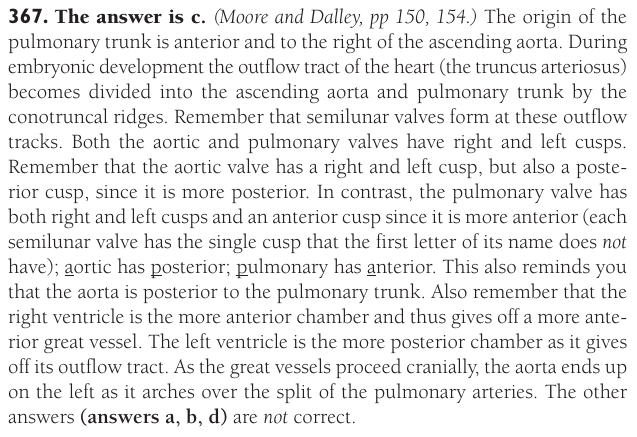 367. The answer is c. (Moore and Dalley, pp 150, 154.) The origin of the
pulmonary trunk is anterior and to the right of the ascending aorta. During
embryonic development the outflow tract of the heart (the truncus arteriosus)
becomes divided into the ascending aorta and pulmonary trunk by the
conotruncal ridges. Remember that semilunar valves form at these outflow
tracks. Both the aortic and pulmonary valves have right and left cusps.
Remember that the aortic valve has a right and left cusp, but also a poste-
rior cusp, since it is more posterior. In contrast, the pulmonary valve has
both right and left cusps and an anterior cusp since it is more anterior (each
semilunar valve has the single cusp that the first letter of its name does not
have); aortic has posterior; pulmonary has anterior. This also reminds you
that the aorta is posterior to the pulmonary trunk. Also remember that the
right ventricle is the more anterior chamber and thus gives off a more ante-
rior great vessel. The left ventricle is the more posterior chamber as it gives
off its outflow tract. As the great vessels proceed cranially, the aorta ends up
on the left as it arches over the split of the pulmonary arteries. The other
answers (answers a, b, d) are not correct.